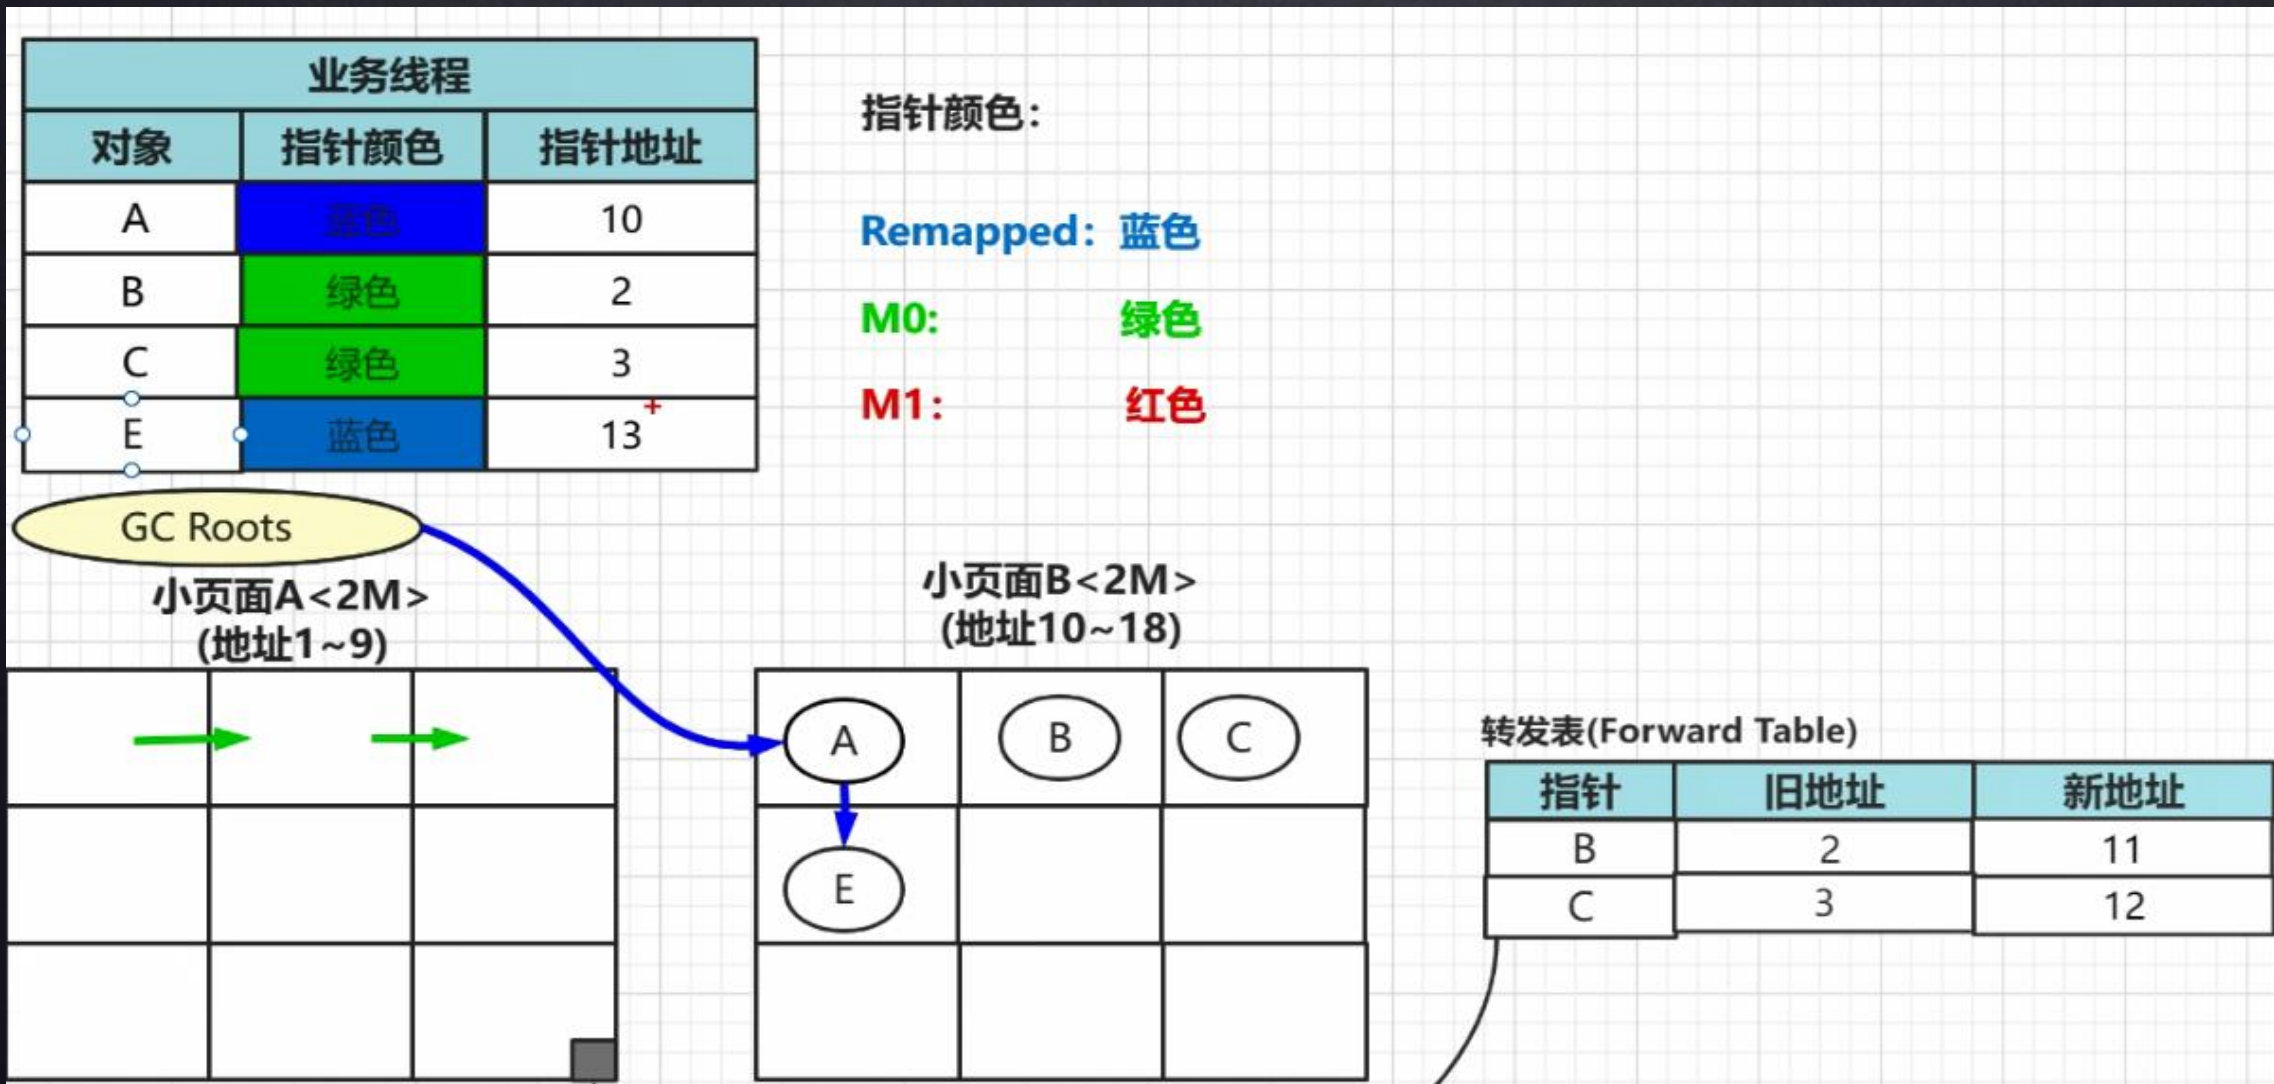 业务线程
对象 指针颜色 指针地址
A 蓝色 10
B 绿色 2
C 绿色 3
E 蓝色 13
指针颜色：
Remapped：蓝色
M0: 绿色
M1： 红色
GC Roots
小页面A<2M>
(地址1~9)
小页面B<2M>
(地址10~18)
A B C
E
转发表(Forward Table)
指针 旧地址 新地址
B 2 11
C 3 12